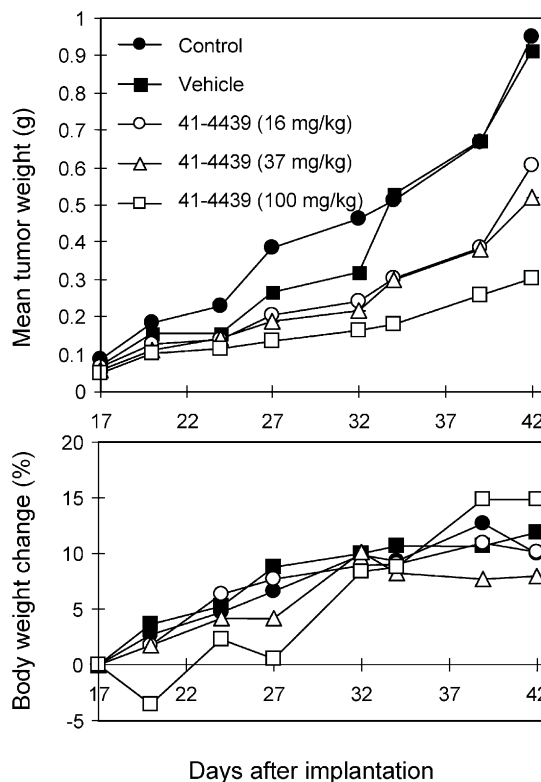 1
0.9
0.8
0.7
0.6
0.5
0.4
0.3
0.2
0.1
0
Mean tumor weight (g)
Control
Vehicle
41-4439 (16 mg/kg)
41-4439 (37 mg/kg)
41-4439 (100 mg/kg)
17 22 27 32 37 42
20
15
10
5
0
-5
Body weight change (%)
17 22 27 32 37 42
Days after implantation